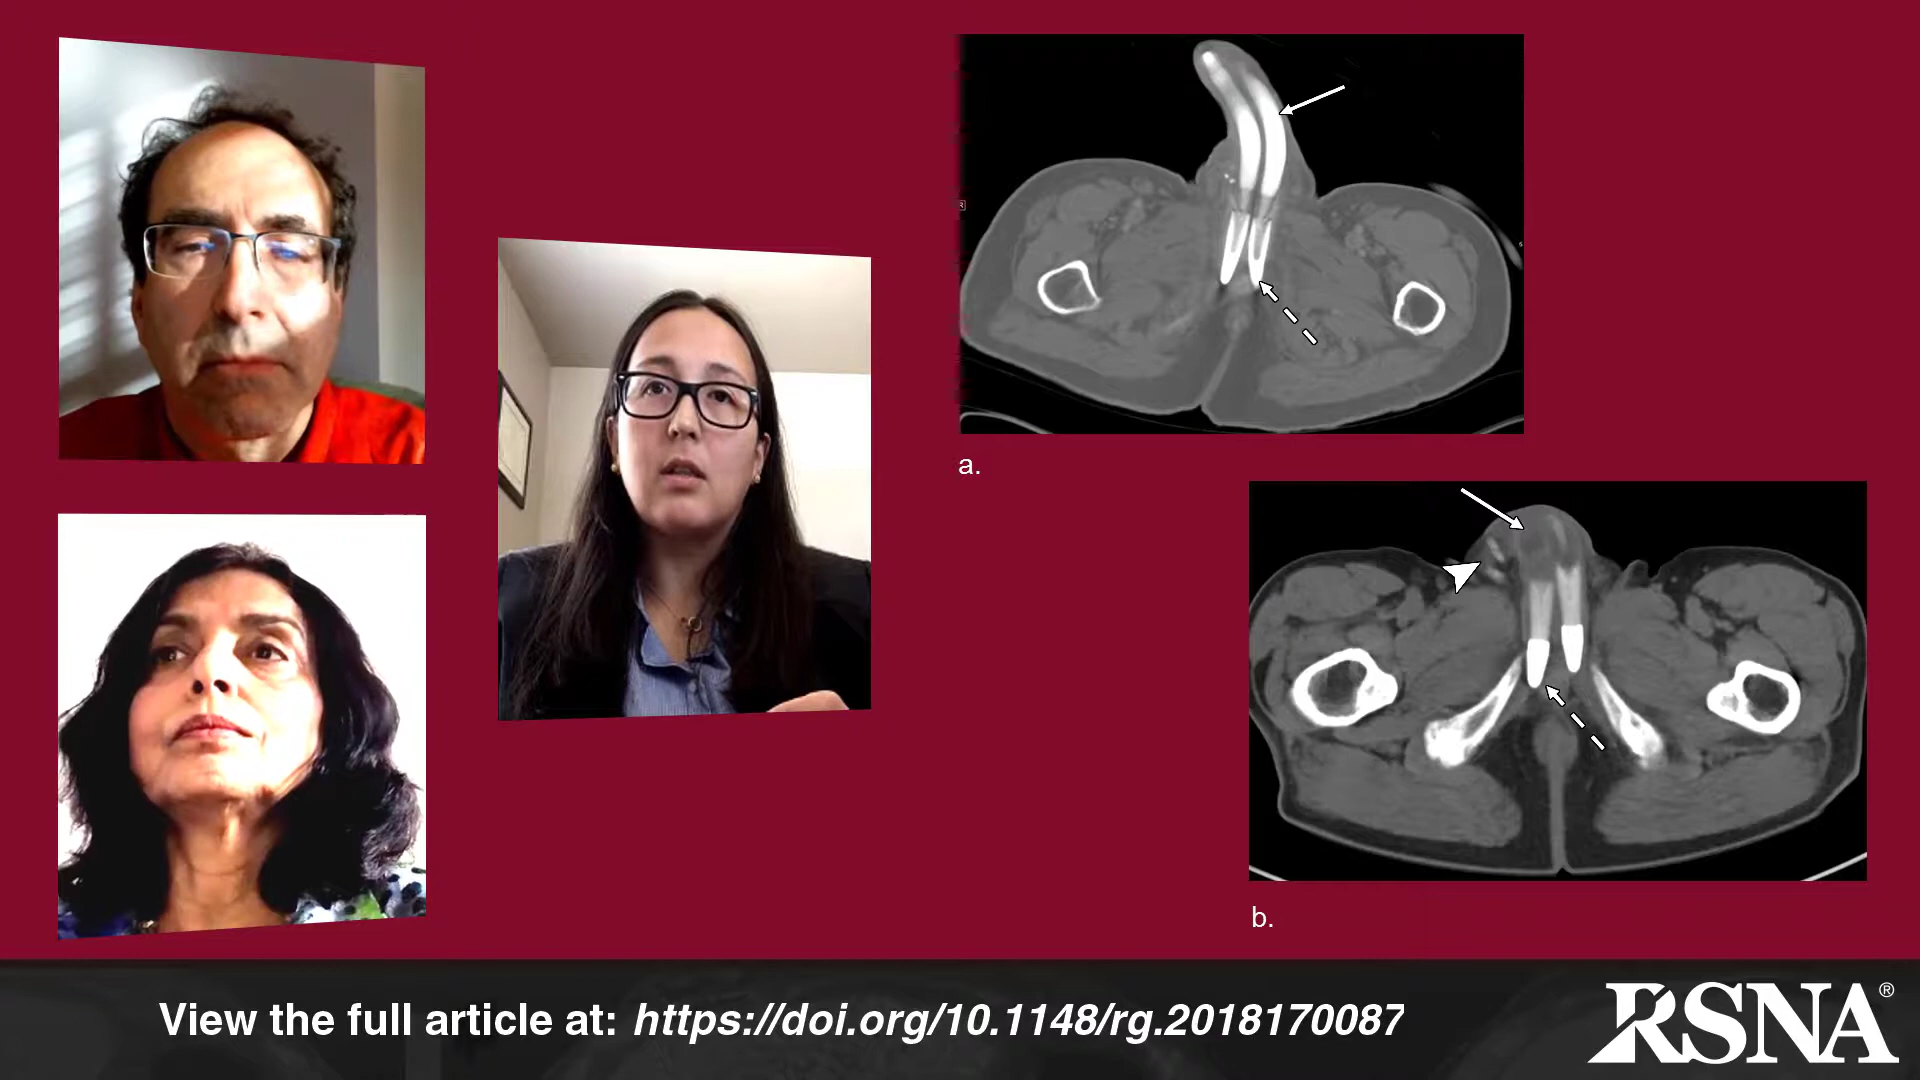 a.
b.
View the full article at: https://doi.org/10.1148/rg.2018170087
RSNA®